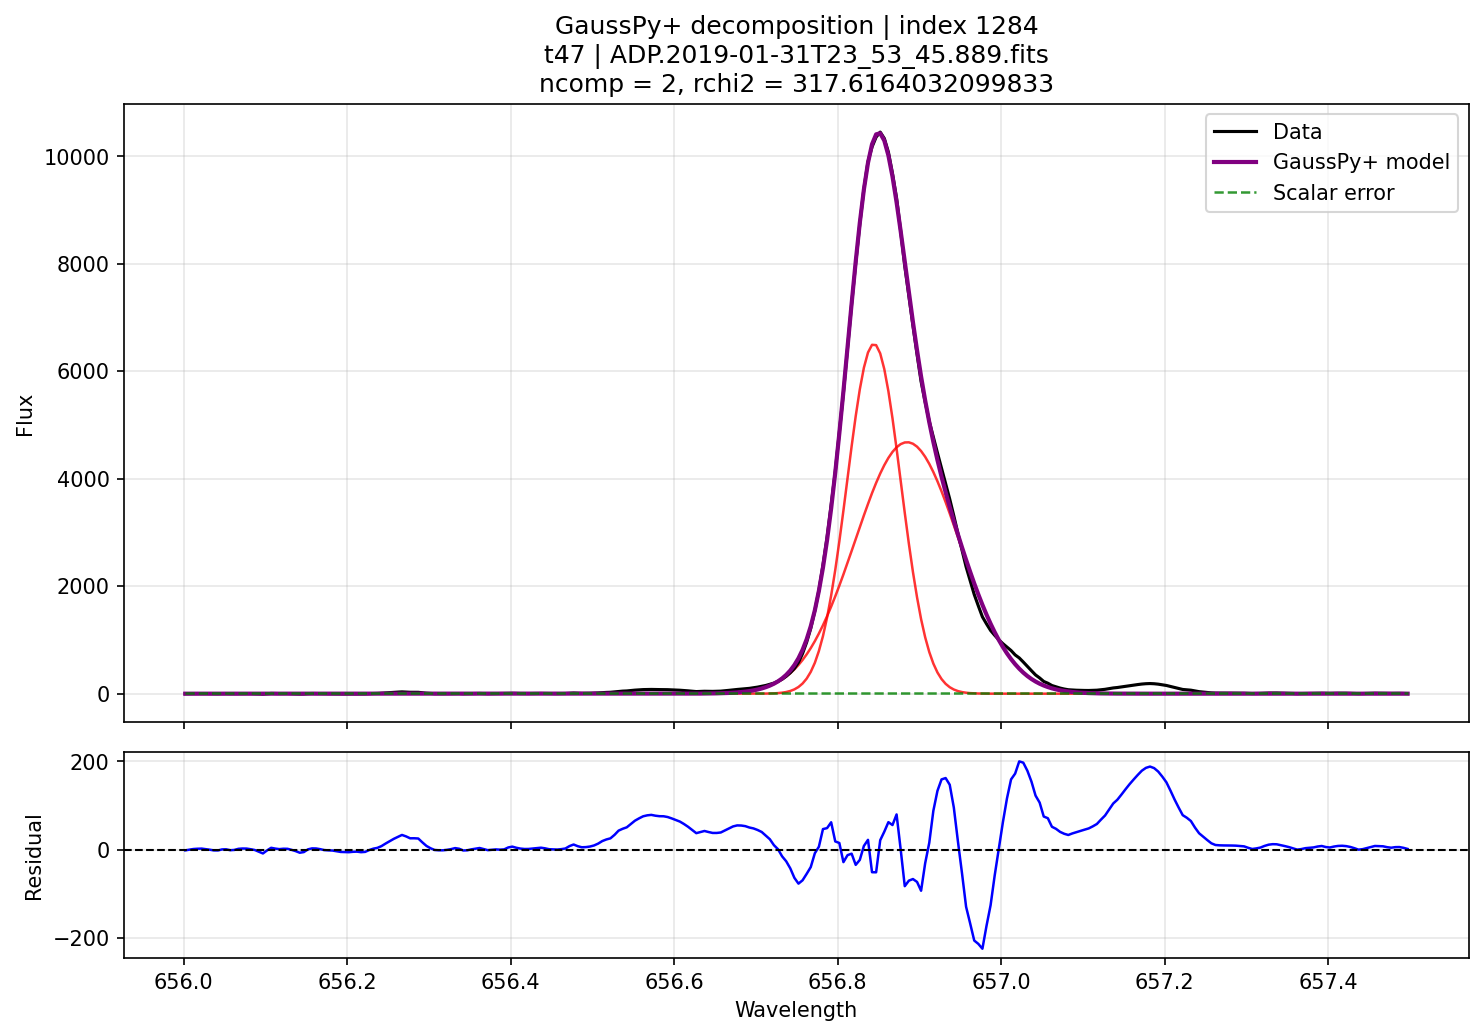 GaussPy+ decomposition | index 1284
t47 | ADP.2019-01-31T23_53_45.889.fits
ncomp = 2, rchi2 = 317.6164032099833
Data
GaussPy+ model
Scalar error
10000
8000
6000
4000
2000
0
Flux
200
0
−200
Residual
656.0
656.2
656.4
656.6
656.8
657.0
657.2
657.4
Wavelength